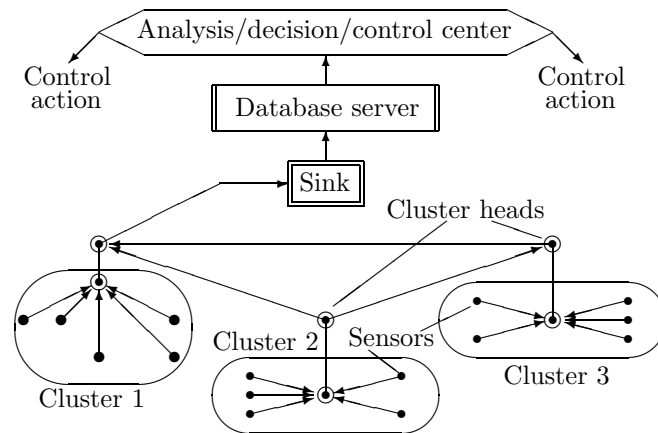 Analysis/decision/control center
Control
action
Control
action
Database server
Sink
Cluster heads
Cluster 2
Sensors
Cluster 3
Cluster 1